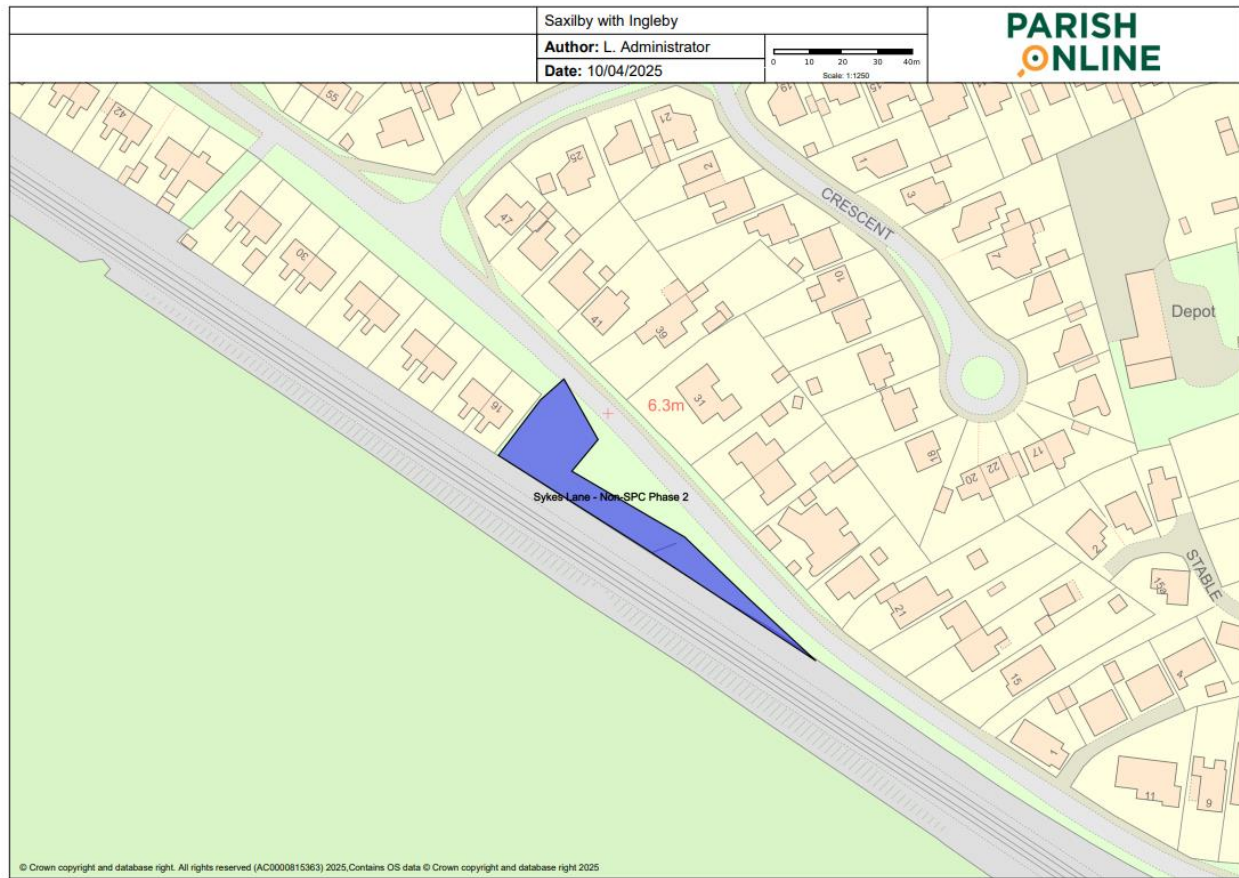 Saxilby with Ingleby
Author: L. Administrator
Date: 10/04/2025
0 10 20 30 40m
Scale: 1:1250
PARISH
ONLINE
55
42
19
15
11
21
25
2
1
3
CRESCENT
47
7
30
10
41
39
Depot
31
6.3m
16
18
17
22
20
Sykes Lane - Non-SPC Phase 2
2
STABLE
15a
21
15
4
1
11
9
© Crown copyright and database right. All rights reserved (AC0000815363) 2025,Contains OS data © Crown copyright and database right 2025